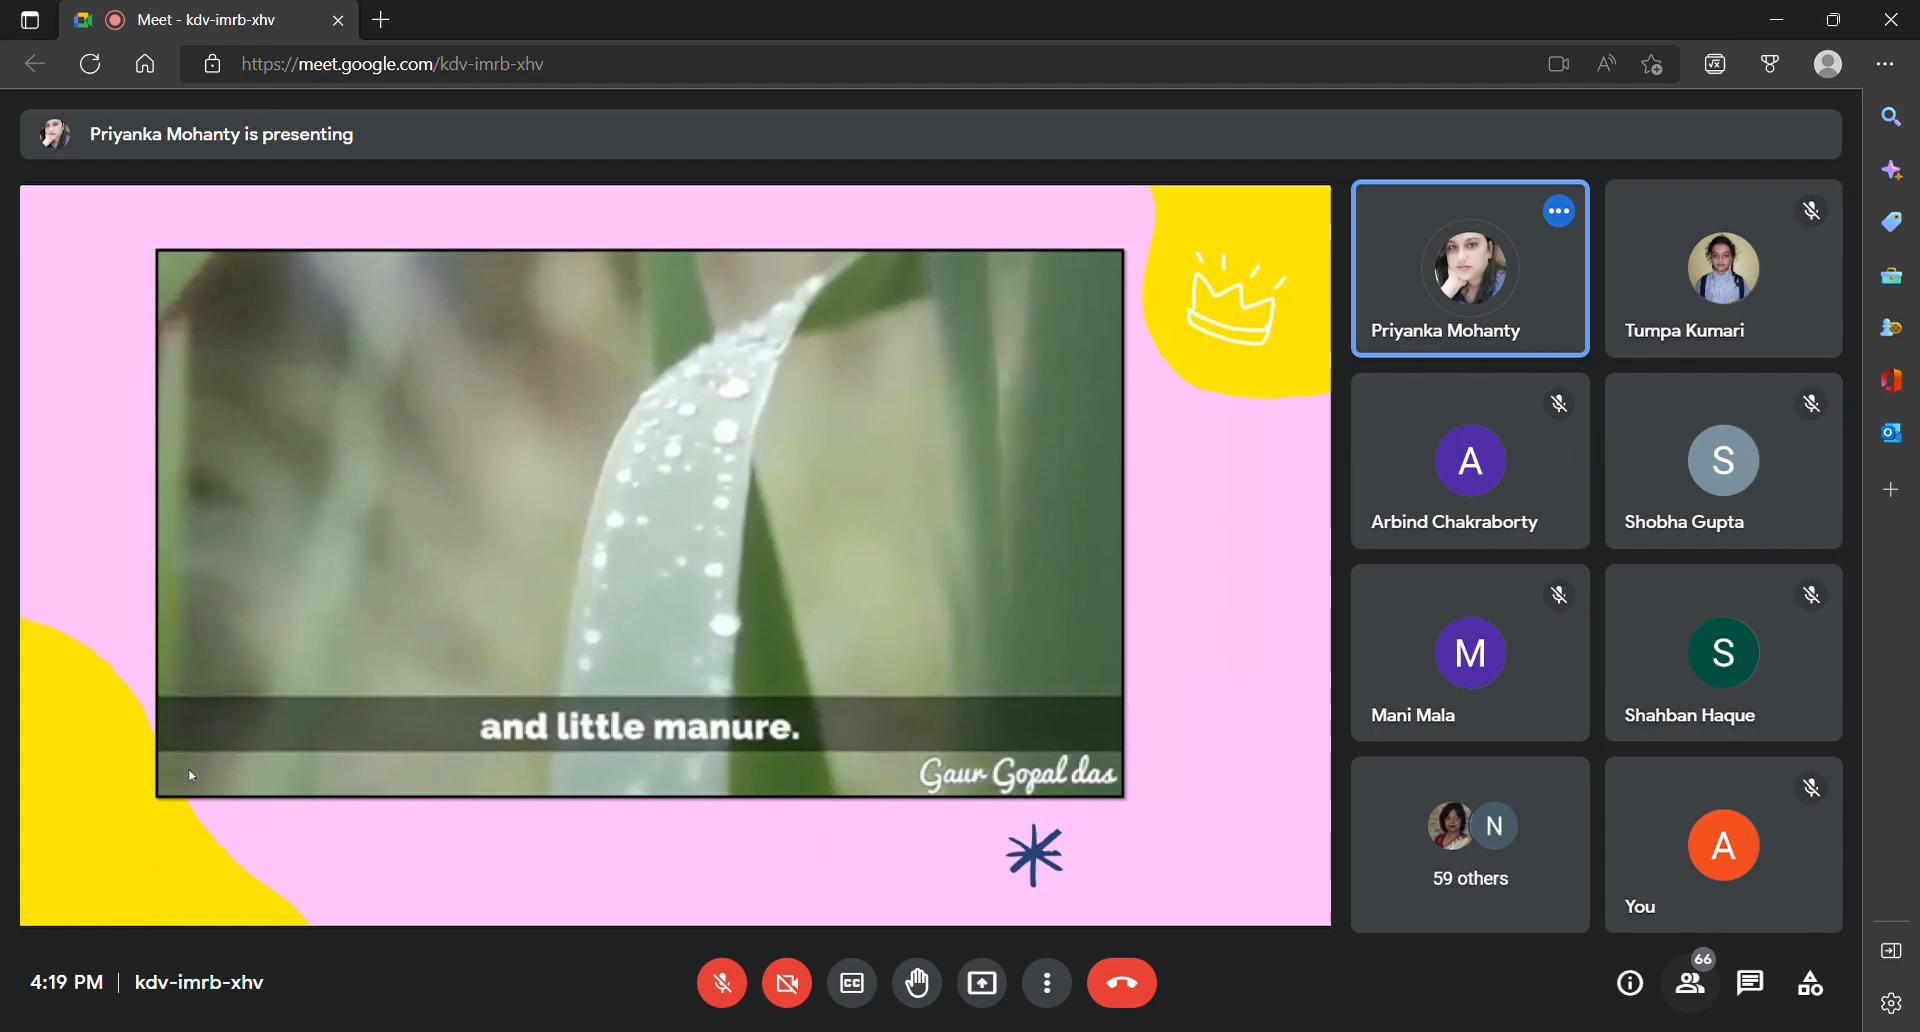 Meet - kdv-imrb-xhv
https://meet.google.com/kdv-imrb-xhv
Priyanka Mohanty is presenting
and little manure.
Gaur Gopal das
Priyanka Mohanty
Tumpa Kumari
A
Arbind Chakraborty
S
Shobha Gupta
M
Mani Mala
S
Shahban Haque
N
59 others
A
You
4:19 PM | kdv-imrb-xhv
CC
66